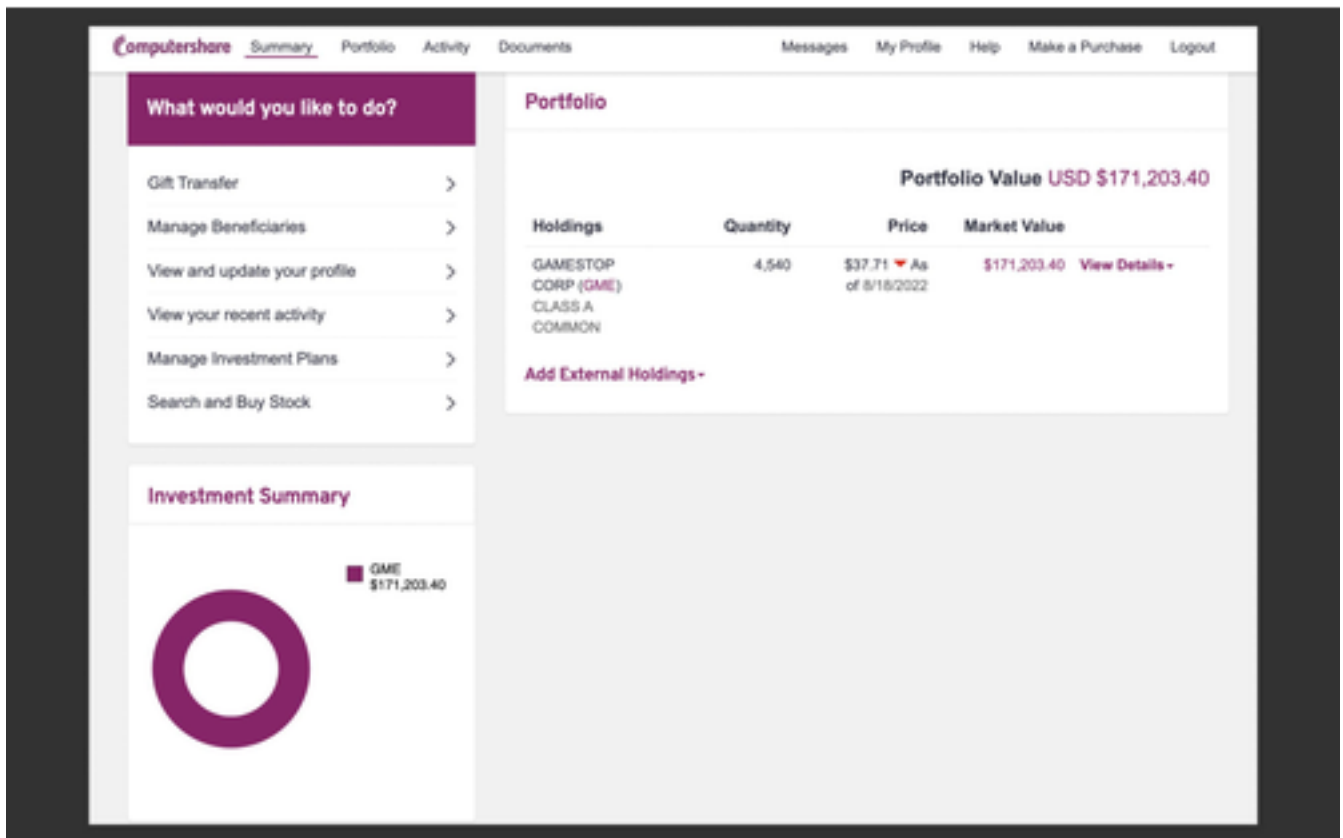 Computershare Summary Portfolio Activity Documents Messages My Profile Help Make a Purchase Logout
What would you like to do?
Gift Transfer
Manage Beneficiaries
View and update your profile
View your recent activity
Manage Investment Plans
Search and Buy Stock
Portfolio
Portfolio Value USD $171,203.40
Holdings Quantity Price Market Value
GAMESTOP 4,540 $37.71 As $171,203.40 View Details
CORP (GME) of 8/18/2022
CLASS A
COMMON
Add External Holdings
Investment Summary
GME
$171,203.40